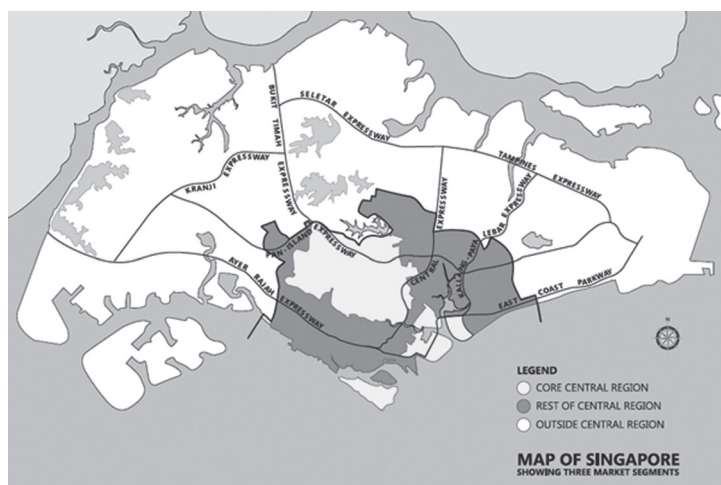 BUKIT TIMAH EXPRESSWAY
SELETAR EXPRESSWAY
KRANJI EXPRESSWAY
TAMPINES EXPRESSWAY
PAN-ISLAND EXPRESSWAY
CENTRAL EXPRESSWAY
KALLANG-PAYA LEBAR EXPRESSWAY
AYER RAJAH EXPRESSWAY
EAST COAST PARKWAY
N
LEGEND
CORE CENTRAL REGION
REST OF CENTRAL REGION
OUTSIDE CENTRAL REGION
MAP OF SINGAPORE
SHOWING THREE MARKET SEGMENTS